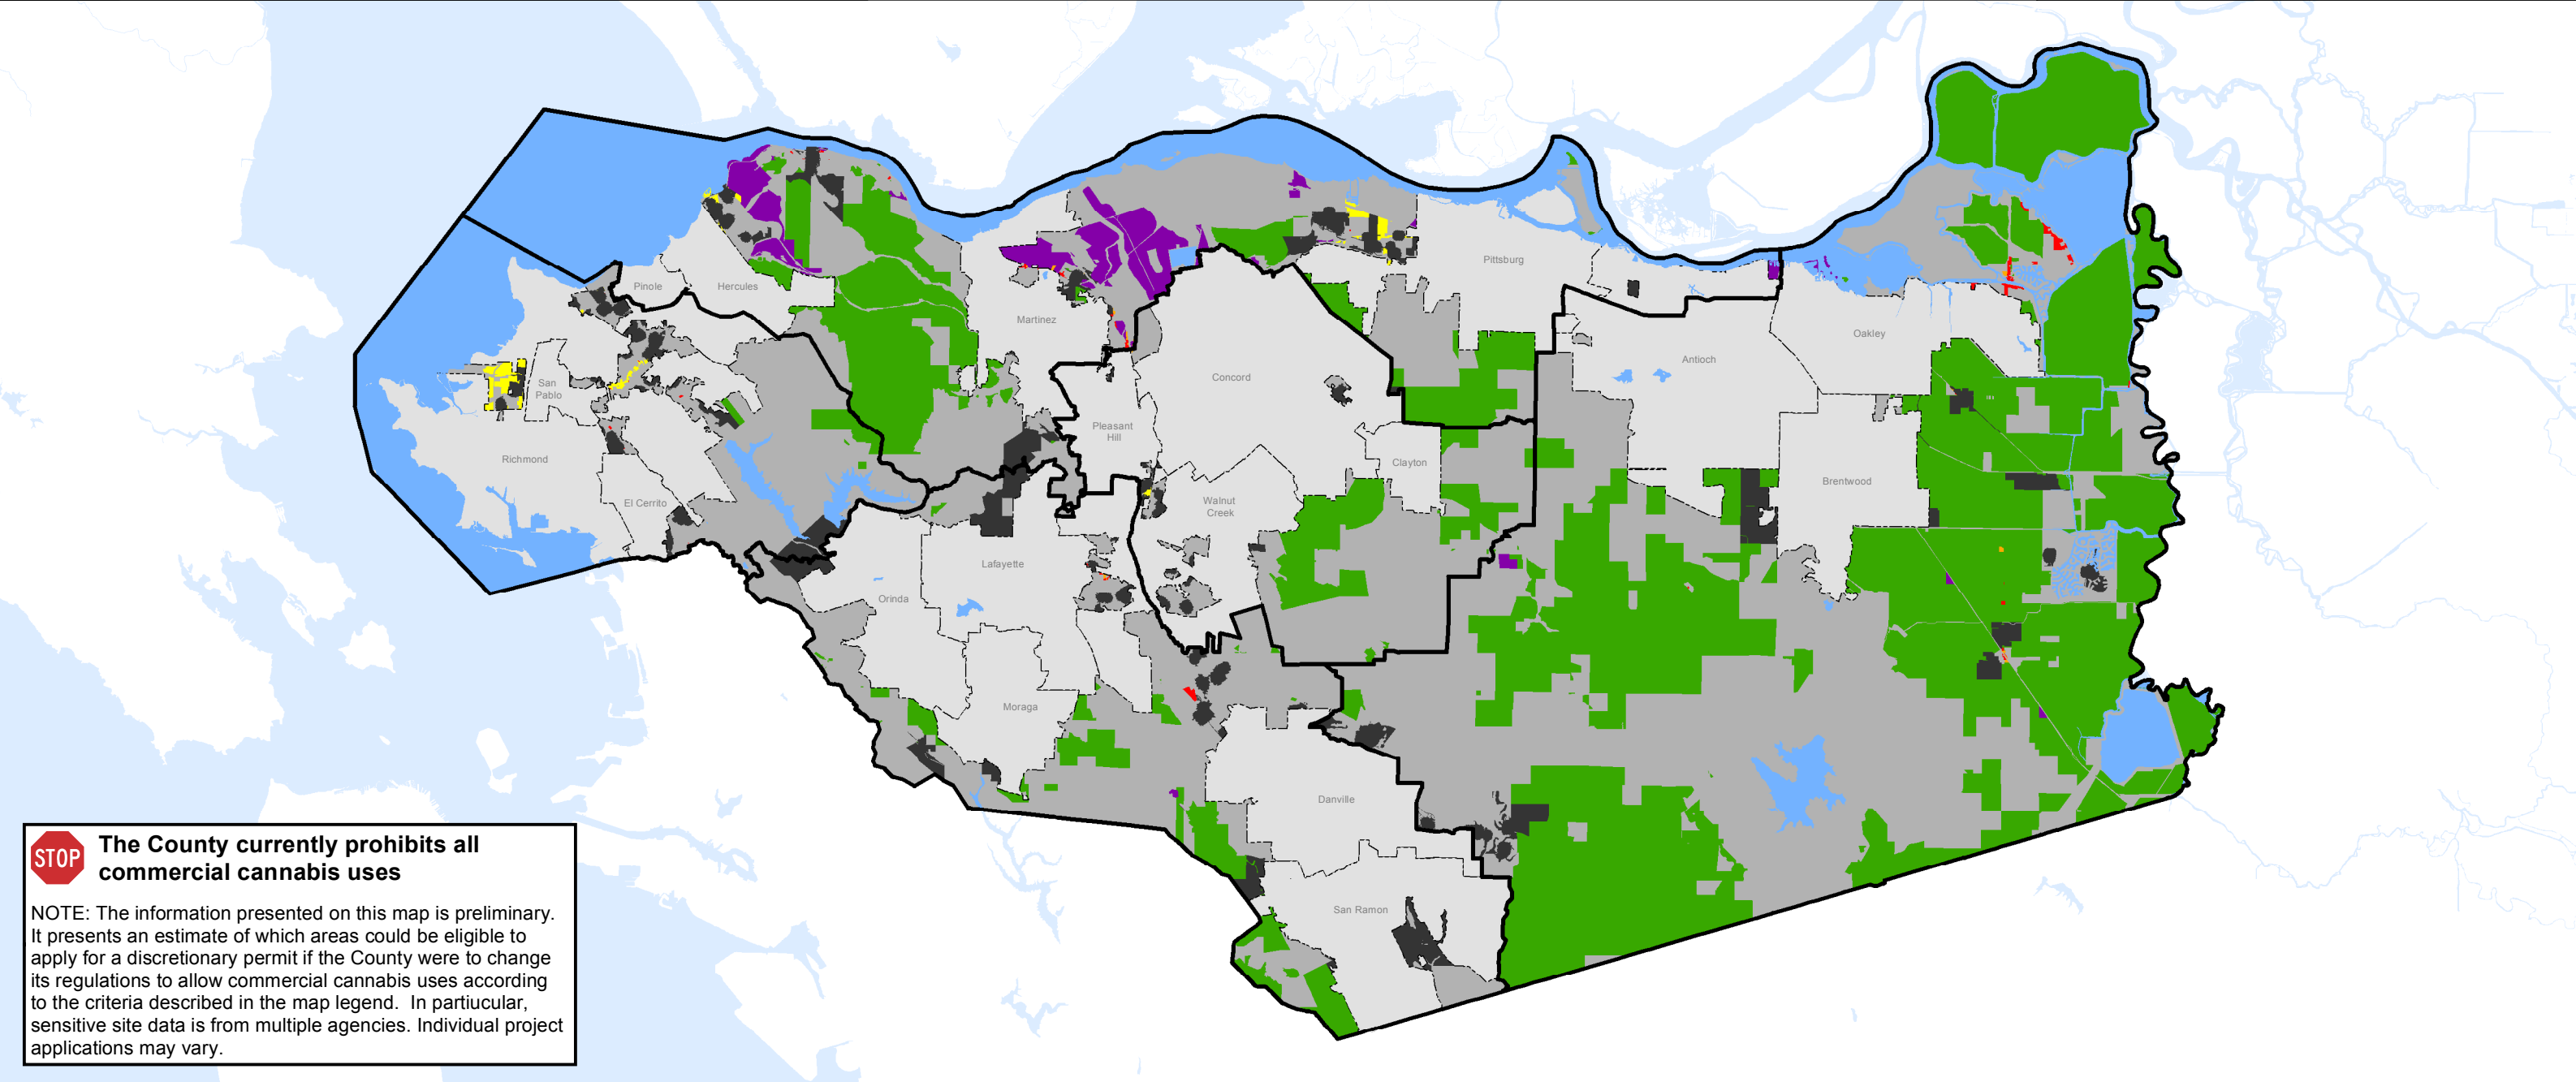 Pinole
Hercules
Martinez
Pittsburg
Antioch
Oakley
San
Pablo
Richmond
El Cerrito
Concord
Pleasant
Hill
Clayton
Walnut
Creek
Brentwood
Lafayette
Orinda
Moraga
Danville
San Ramon
STOP
The County currently prohibits all
commercial cannabis uses
NOTE: The information presented on this map is preliminary.
It presents an estimate of which areas could be eligible to
apply for a discretionary permit if the County were to change
its regulations to allow commercial cannabis uses according
to the criteria described in the map legend.  In partiucular,
sensitive site data is from multiple agencies. Individual project
applications may vary.